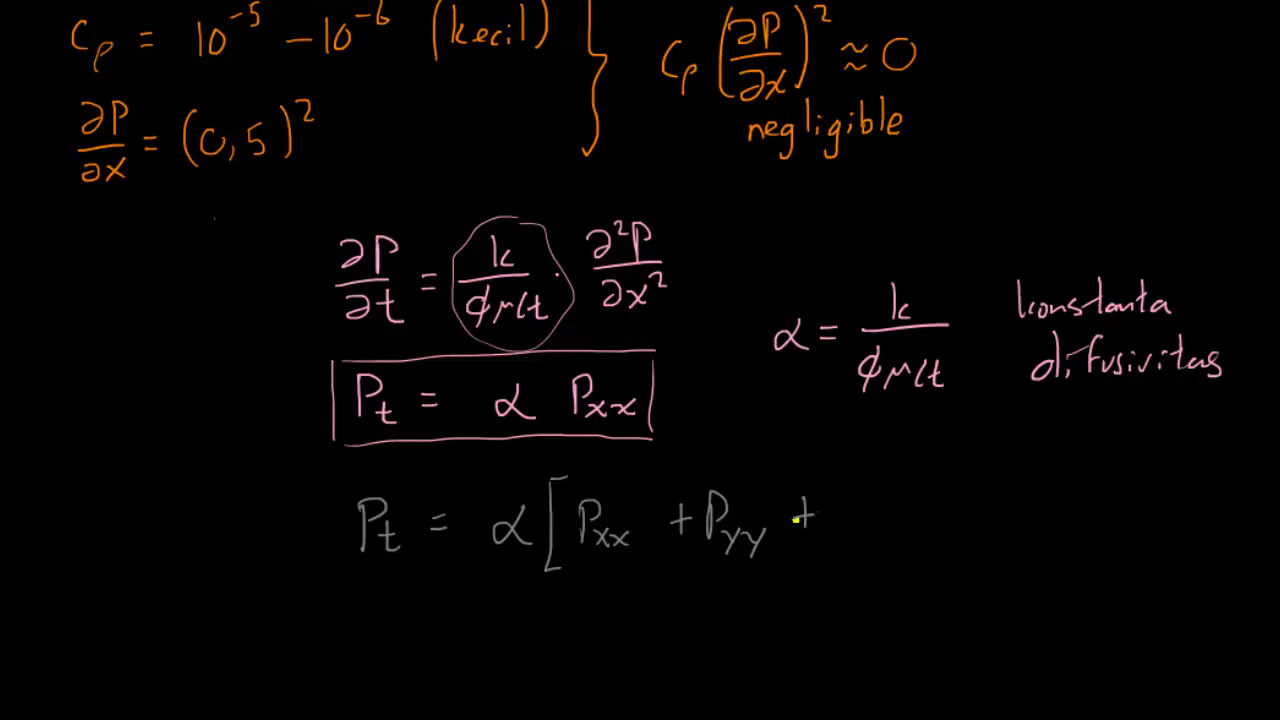 Cρ = 10⁻⁵ – 10⁻⁶ (kecil) } Cρ (∂P/∂x)² ≈ 0
∂P/∂x = (0,5)² negligible
∂P/∂t = k/ϕμCt · ∂²P/∂x²
α = k/ϕμCt konstanta difusivitas
Pt = α Pxx
Pt = α [Pxx + Pyy +